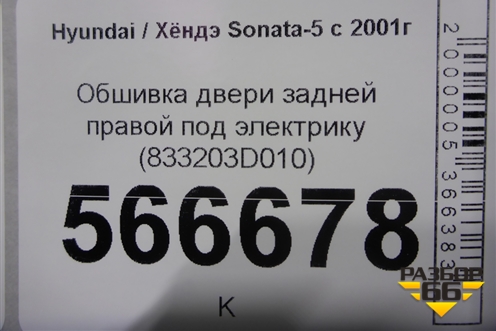 Hyundai / Хёндэ Sonata-5 с 2001г
Обшивка двери задней
правой под электрику
(833203D010)
566678
К
2000005366383
РАЗБОР
66